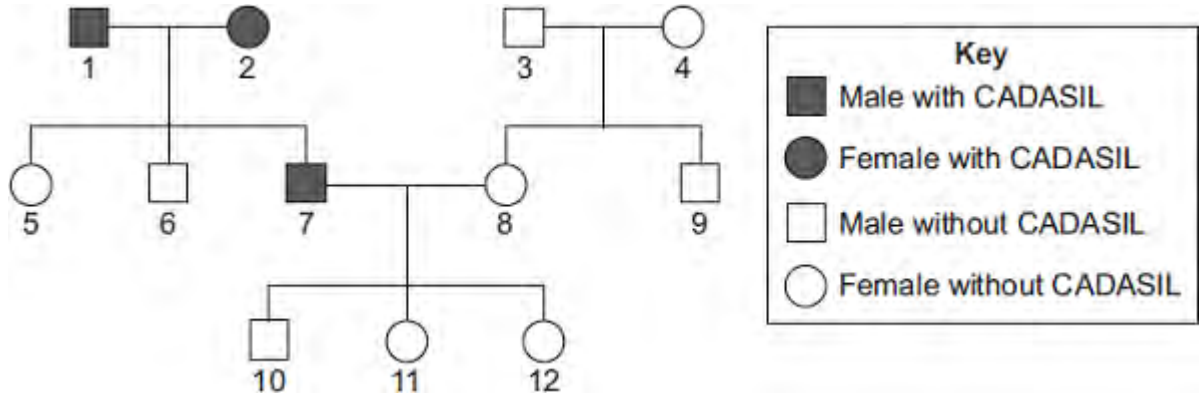 1
2
3
4
5
6
7
8
9
10
11
12
Key
Male with CADASIL
Female with CADASIL
Male without CADASIL
Female without CADASIL